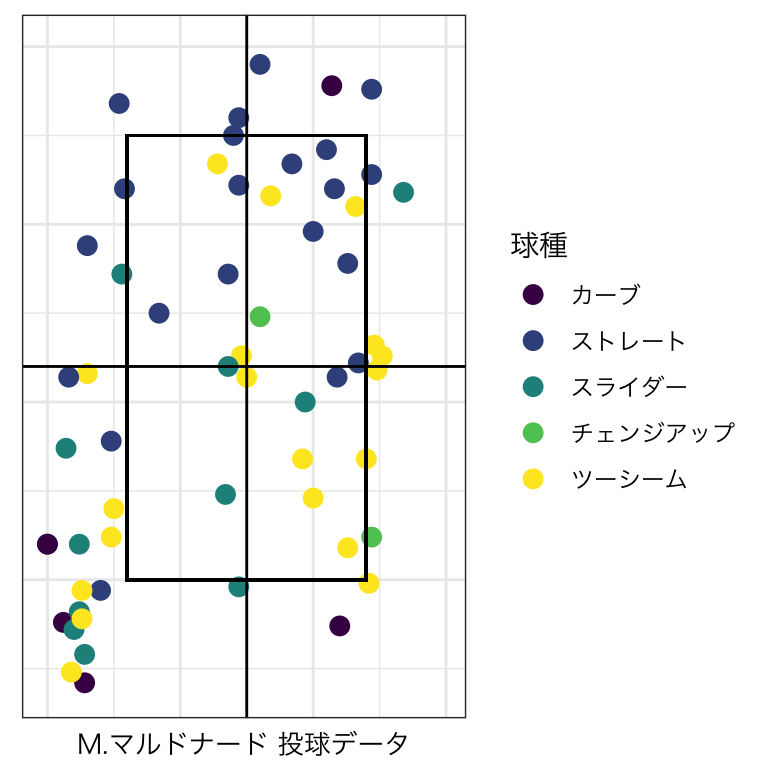 球種
カーブ
ストレート
スライダー
チェンジアップ
ツーシーム
M.マルドナード 投球データ